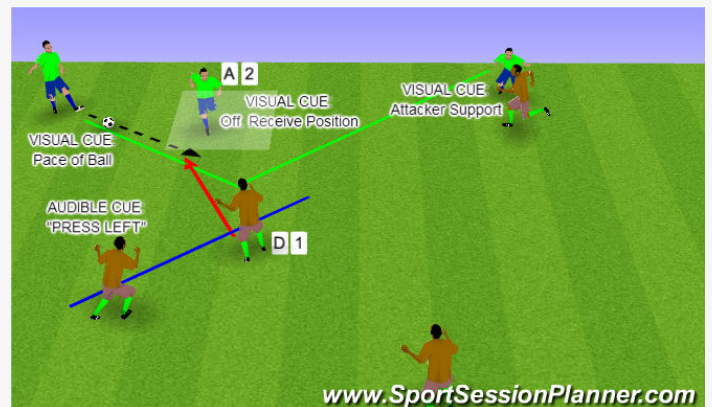 A 2
VISUAL CUE:
Off Receive Position
VISUAL CUE:
Attacker Support
VISUAL CUE:
Pace of Ball
AUDIBLE CUE:
"PRESS LEFT"
D 1
www.SportSessionPlanner.com